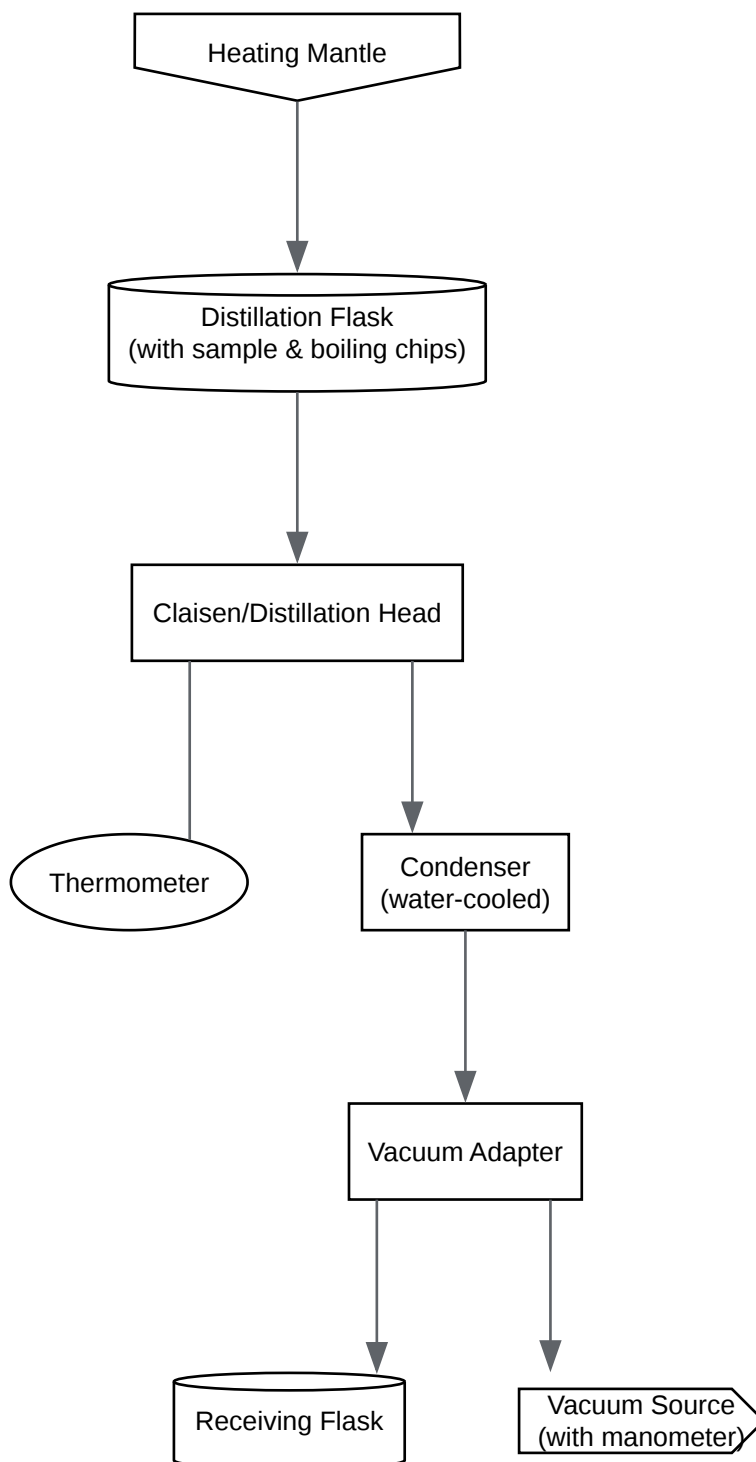 Heating Mantle
Distillation Flask
(with sample & boiling chips)
Claisen/Distillation Head
Thermometer
Condenser
(water-cooled)
Vacuum Adapter
Receiving Flask
Vacuum Source
(with manometer)